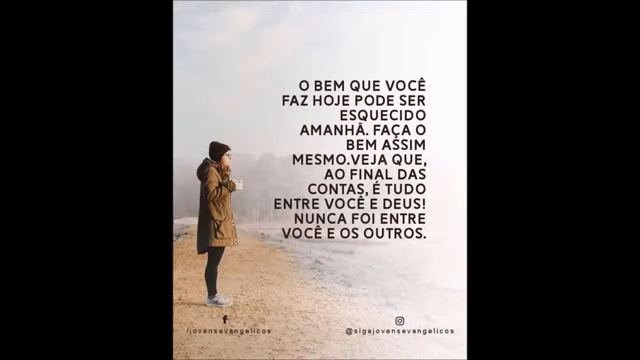 O BEM QUE VOCÊ
FAZ HOJE PODE SER
ESQUECIDO
AMANHÃ. FAÇA O
BEM ASSIM
MESMO.VEJA QUE,
AO FINAL DAS
CONTAS, É TUDO
ENTRE VOCÊ E DEUS!
NUNCA FOI ENTRE
VOCÊ E OS OUTROS.
/jovensevangelicos
@sigajovensevangelicos